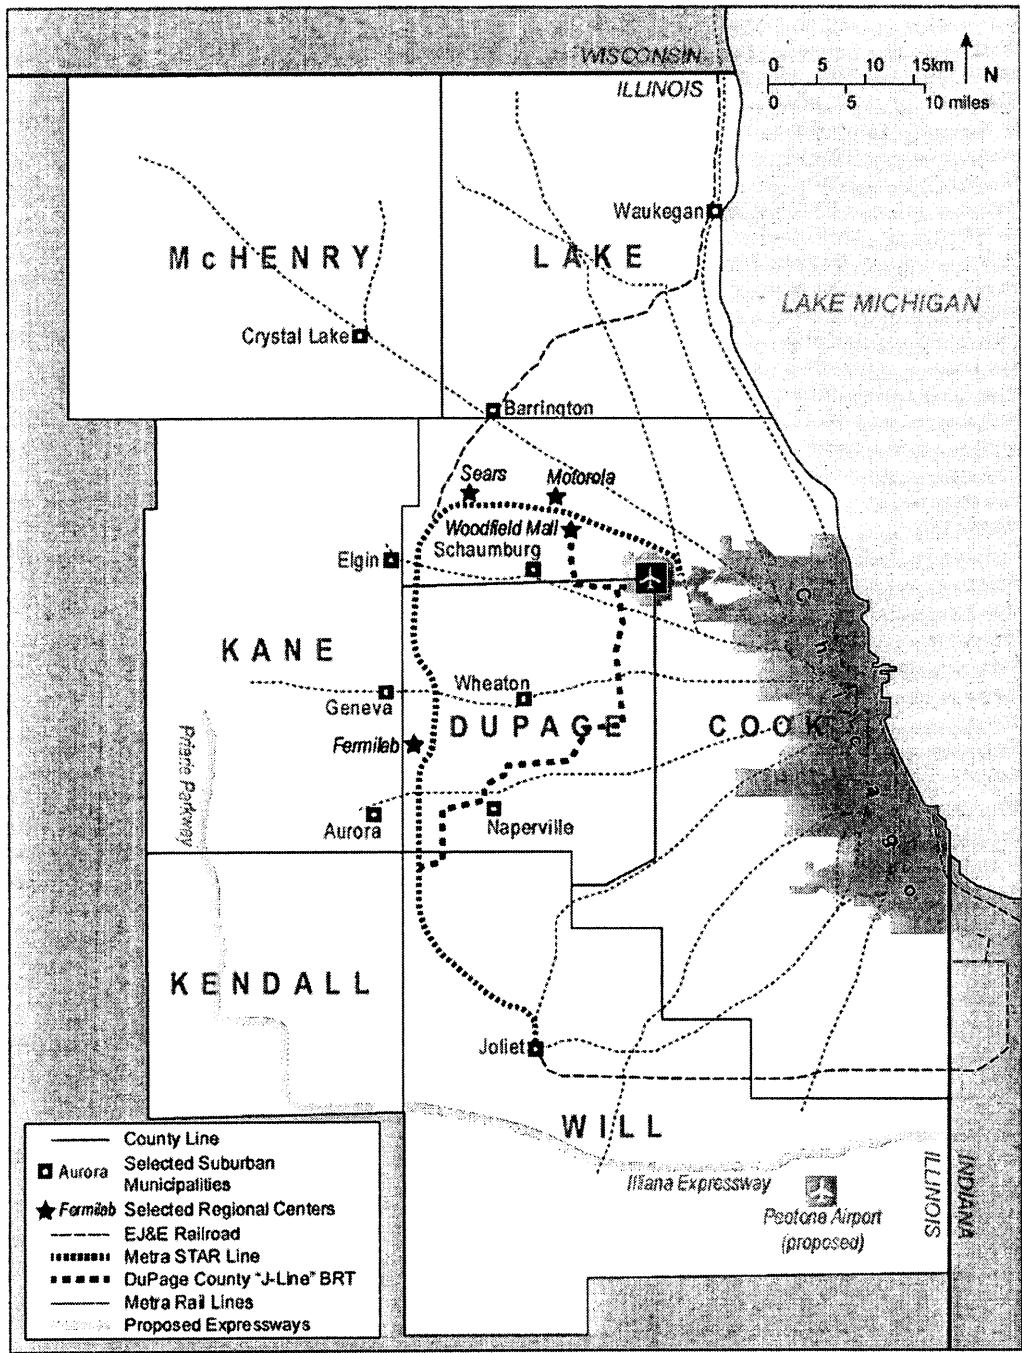 WISCONSIN
ILLINOIS
0 5 10 15km
N
0 5 10 miles
Waukegan
McHENRY
LAKE
LAKE MICHIGAN
Crystal Lake
Barrington
Sears
Motorola
Woodfield Mall
Schaumburg
Elgin
Chicago
KANE
Wheaton
Geneva
DUPAGE
COOK
Fermilab
Prarie Parkway
Aurora
Naperville
KENDALL
Joliet
WILL
Illiana Expressway
Peotone Airport
(proposed)
ILLINOIS
INDIANA
County Line
Aurora Selected Suburban
Municipalities
Fermilab Selected Regional Centers
EJ&E Railroad
Metra STAR Line
DuPage County "J-Line" BRT
Metra Rail Lines
Proposed Expressways